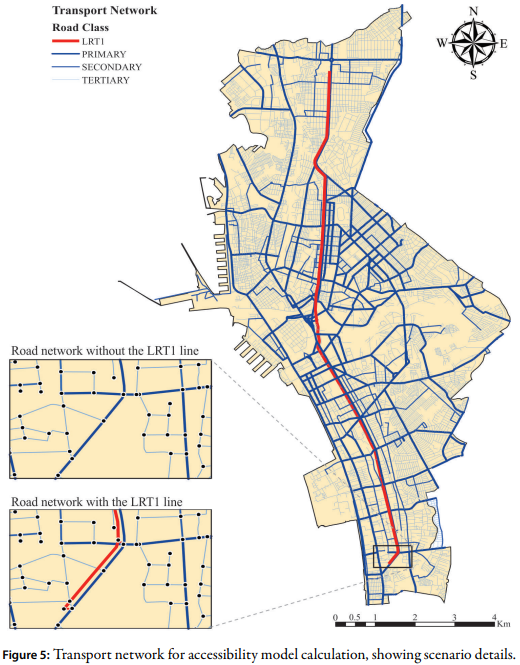 Transport Network
Road Class
LRT1
PRIMARY
SECONDARY
TERTIARY
N
W
E
S
Road network without the LRT1 line
Road network with the LRT1 line
0 0.5 1 2 3 4
Km
Figure 5: Transport network for accessibility model calculation, showing scenario details.